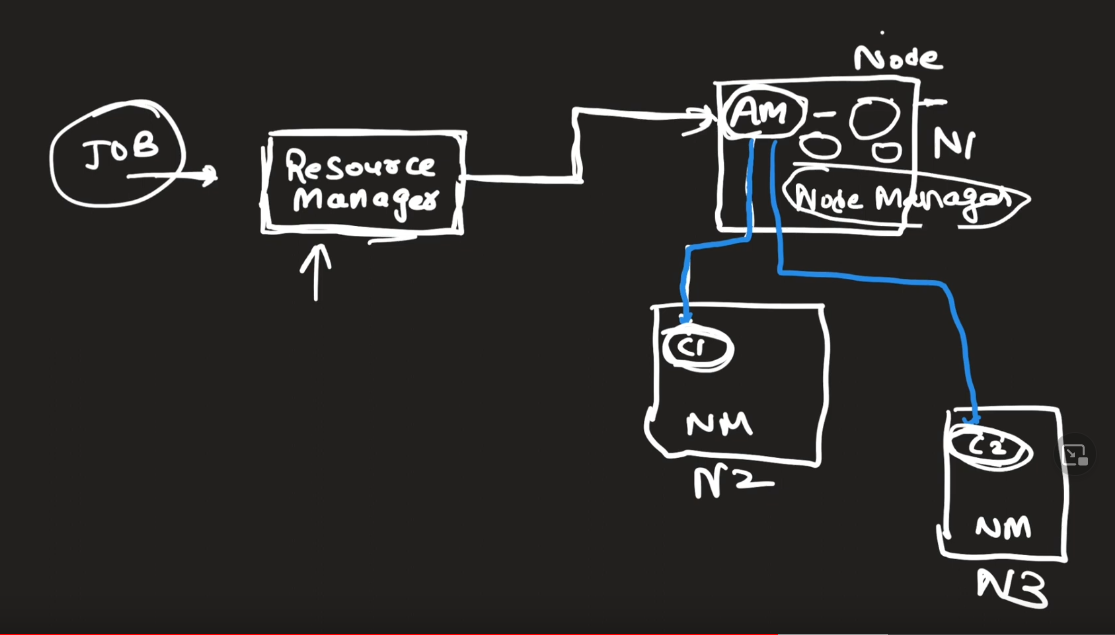 JOB
Resource
Manager
Node
AM
N1
Node Manager
C1
NM
N2
C2
NM
N3